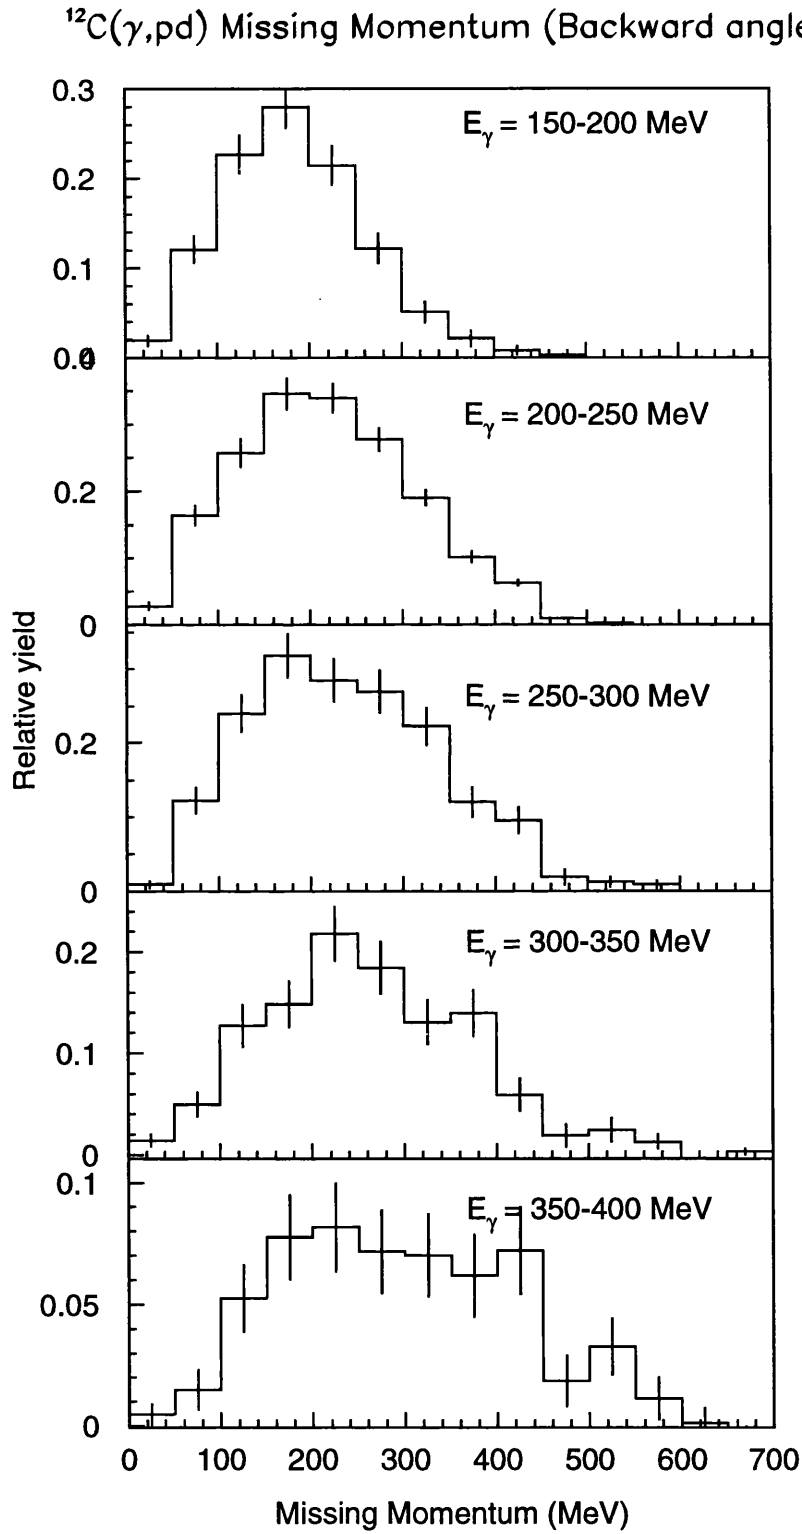 ¹²C(γ,pd) Missing Momentum (Backward angle
0.3
E_γ = 150-200 MeV
0.2
0.1
0.4
E_γ = 200-250 MeV
0.2
0
E_γ = 250-300 MeV
0.2
0
E_γ = 300-350 MeV
0.2
0.1
0
E_γ = 350-400 MeV
0.1
0.05
0
0 100 200 300 400 500 600 700
Missing Momentum (MeV)
Relative yield